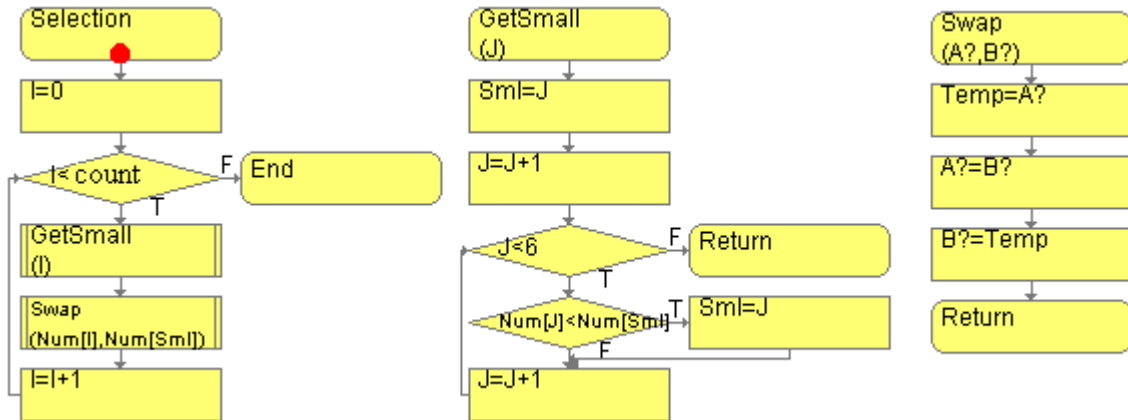 Selection
I=0
I< count
F
End
T
GetSmall
(I)
Swap
(Num[I],Num[Sml])
I=I+1
GetSmall
(J)
Sml=J
J=J+1
J<6
F
Return
T
Num[J]<Num[Sml]
T
Sml=J
F
J=J+1
Swap
(A?,B?)
Temp=A?
A?=B?
B?=Temp
Return